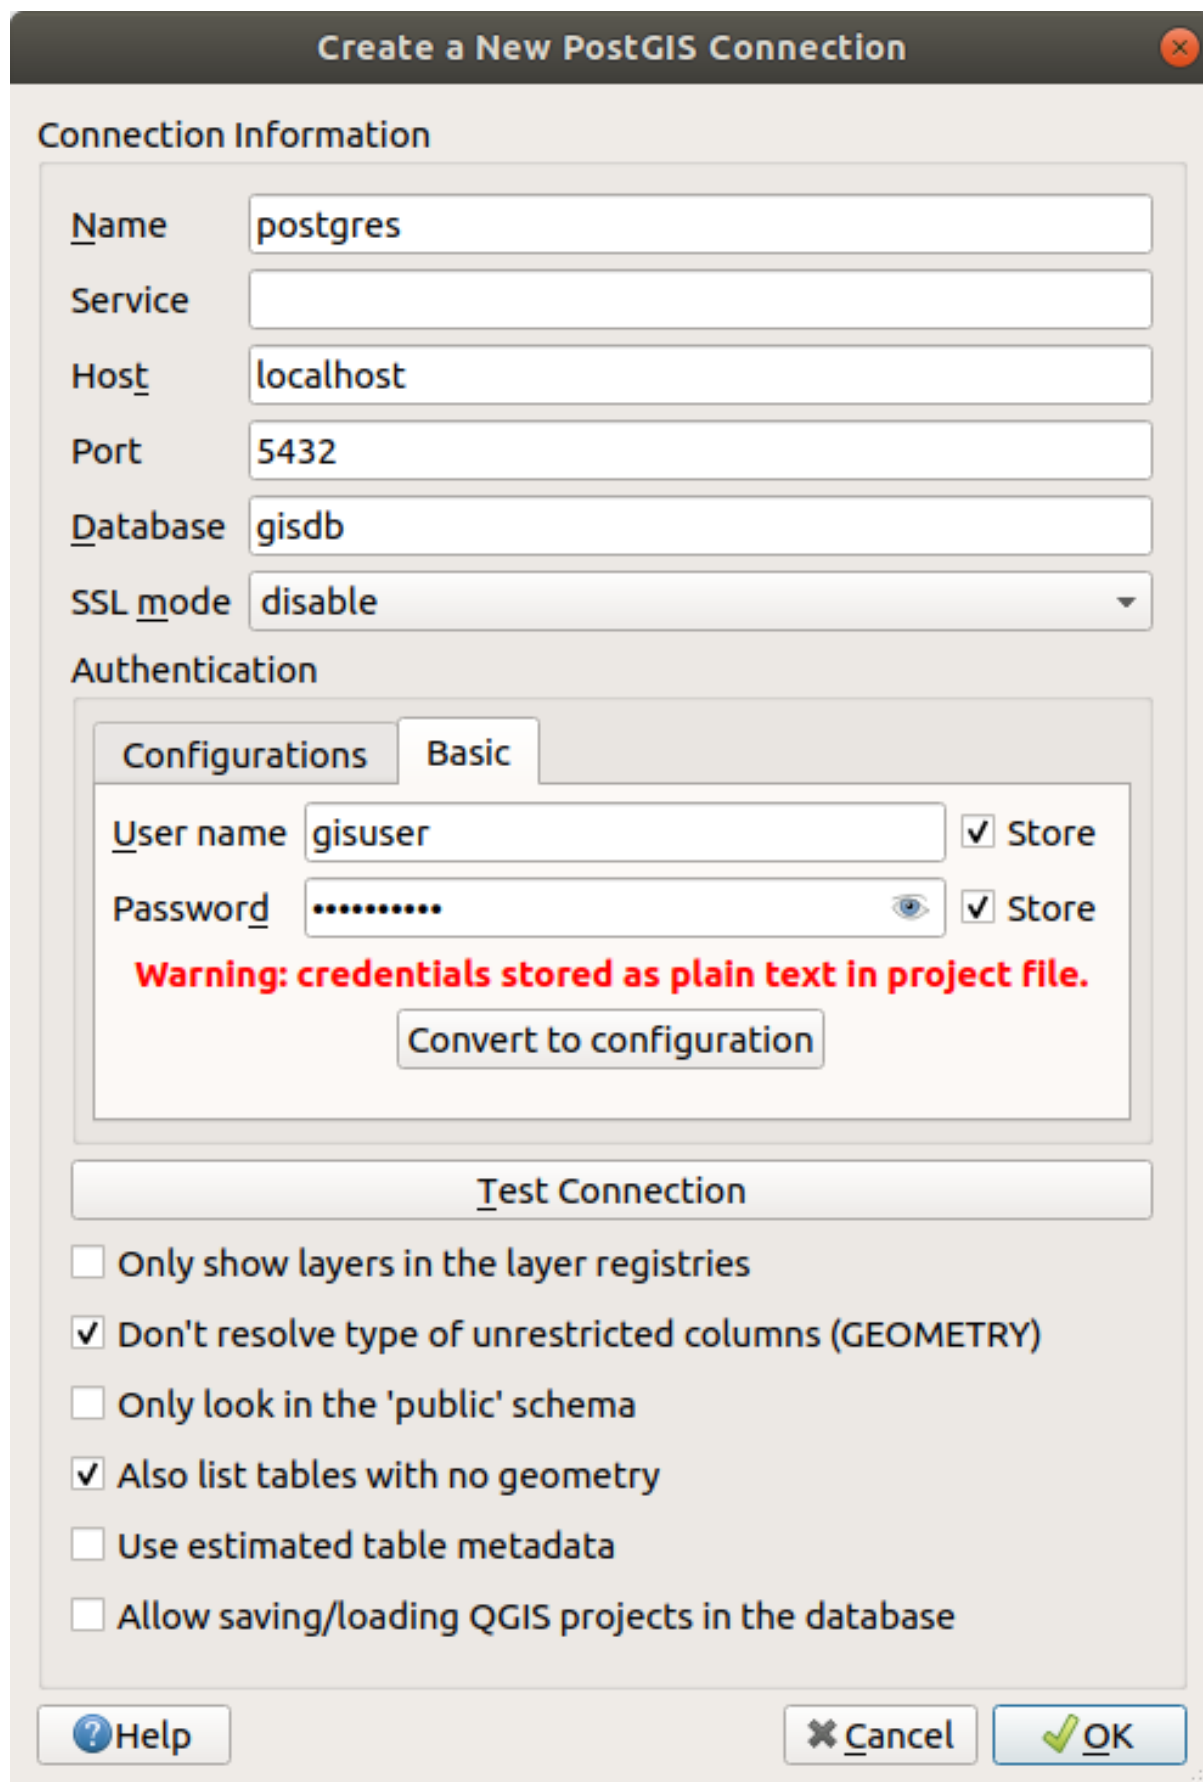 Create a New PostGIS Connection
Connection Information
Name postgres
Service
Host localhost
Port 5432
Database gisdb
SSL mode disable
Authentication
Configurations Basic
User name gisuser Store
Password •••••••••• Store
Warning: credentials stored as plain text in project file.
Convert to configuration
Test Connection
Only show layers in the layer registries
Don't resolve type of unrestricted columns (GEOMETRY)
Only look in the 'public' schema
Also list tables with no geometry
Use estimated table metadata
Allow saving/loading QGIS projects in the database
Help Cancel OK